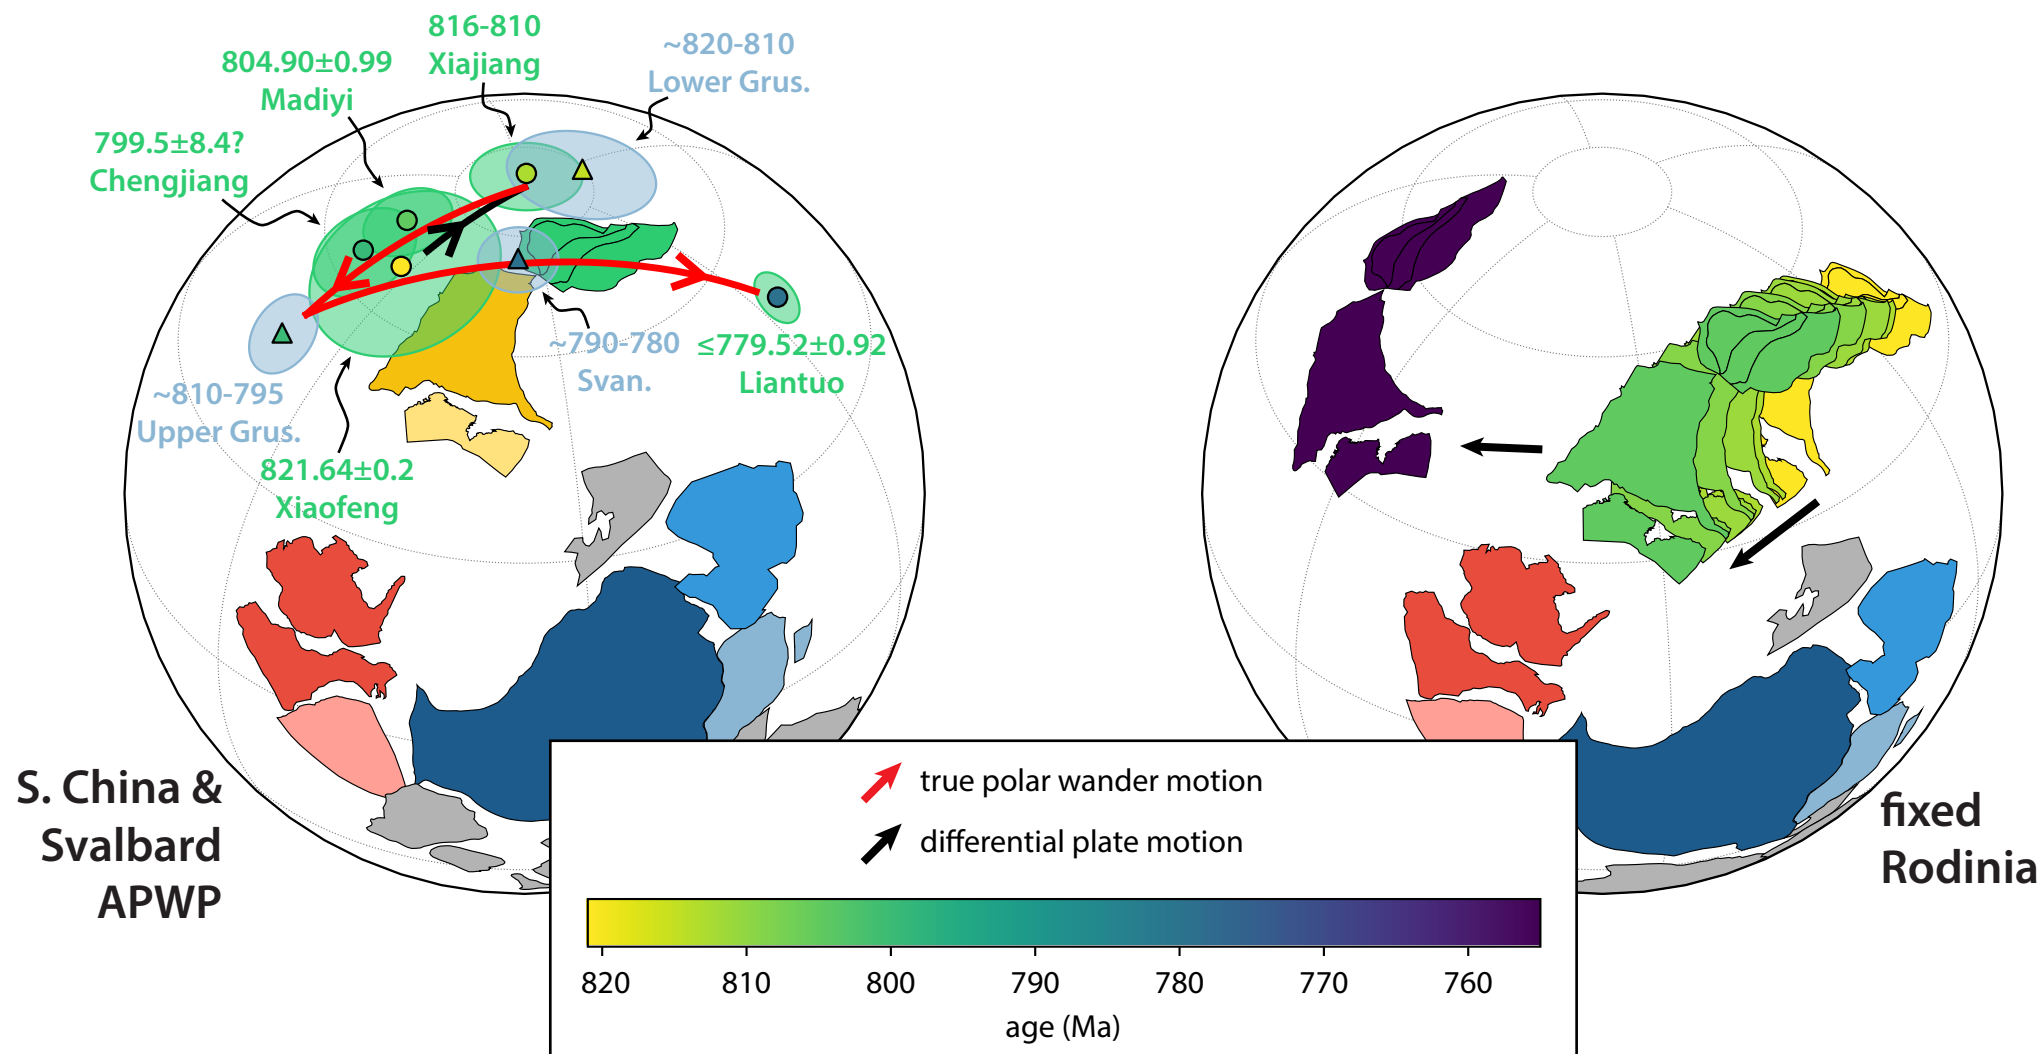 816-810
Xiajiang
~820-810
Lower Grus.
804.90±0.99
Madiyi
799.5±8.4?
Chengjiang
~790-780
Svan.
≤779.52±0.92
Liantuo
~810-795
Upper Grus.
821.64±0.2
Xiaofeng
S. China &
Svalbard
APWP
fixed
Rodinia
true polar wander motion
differential plate motion
820 810 800 790 780 770 760
age (Ma)